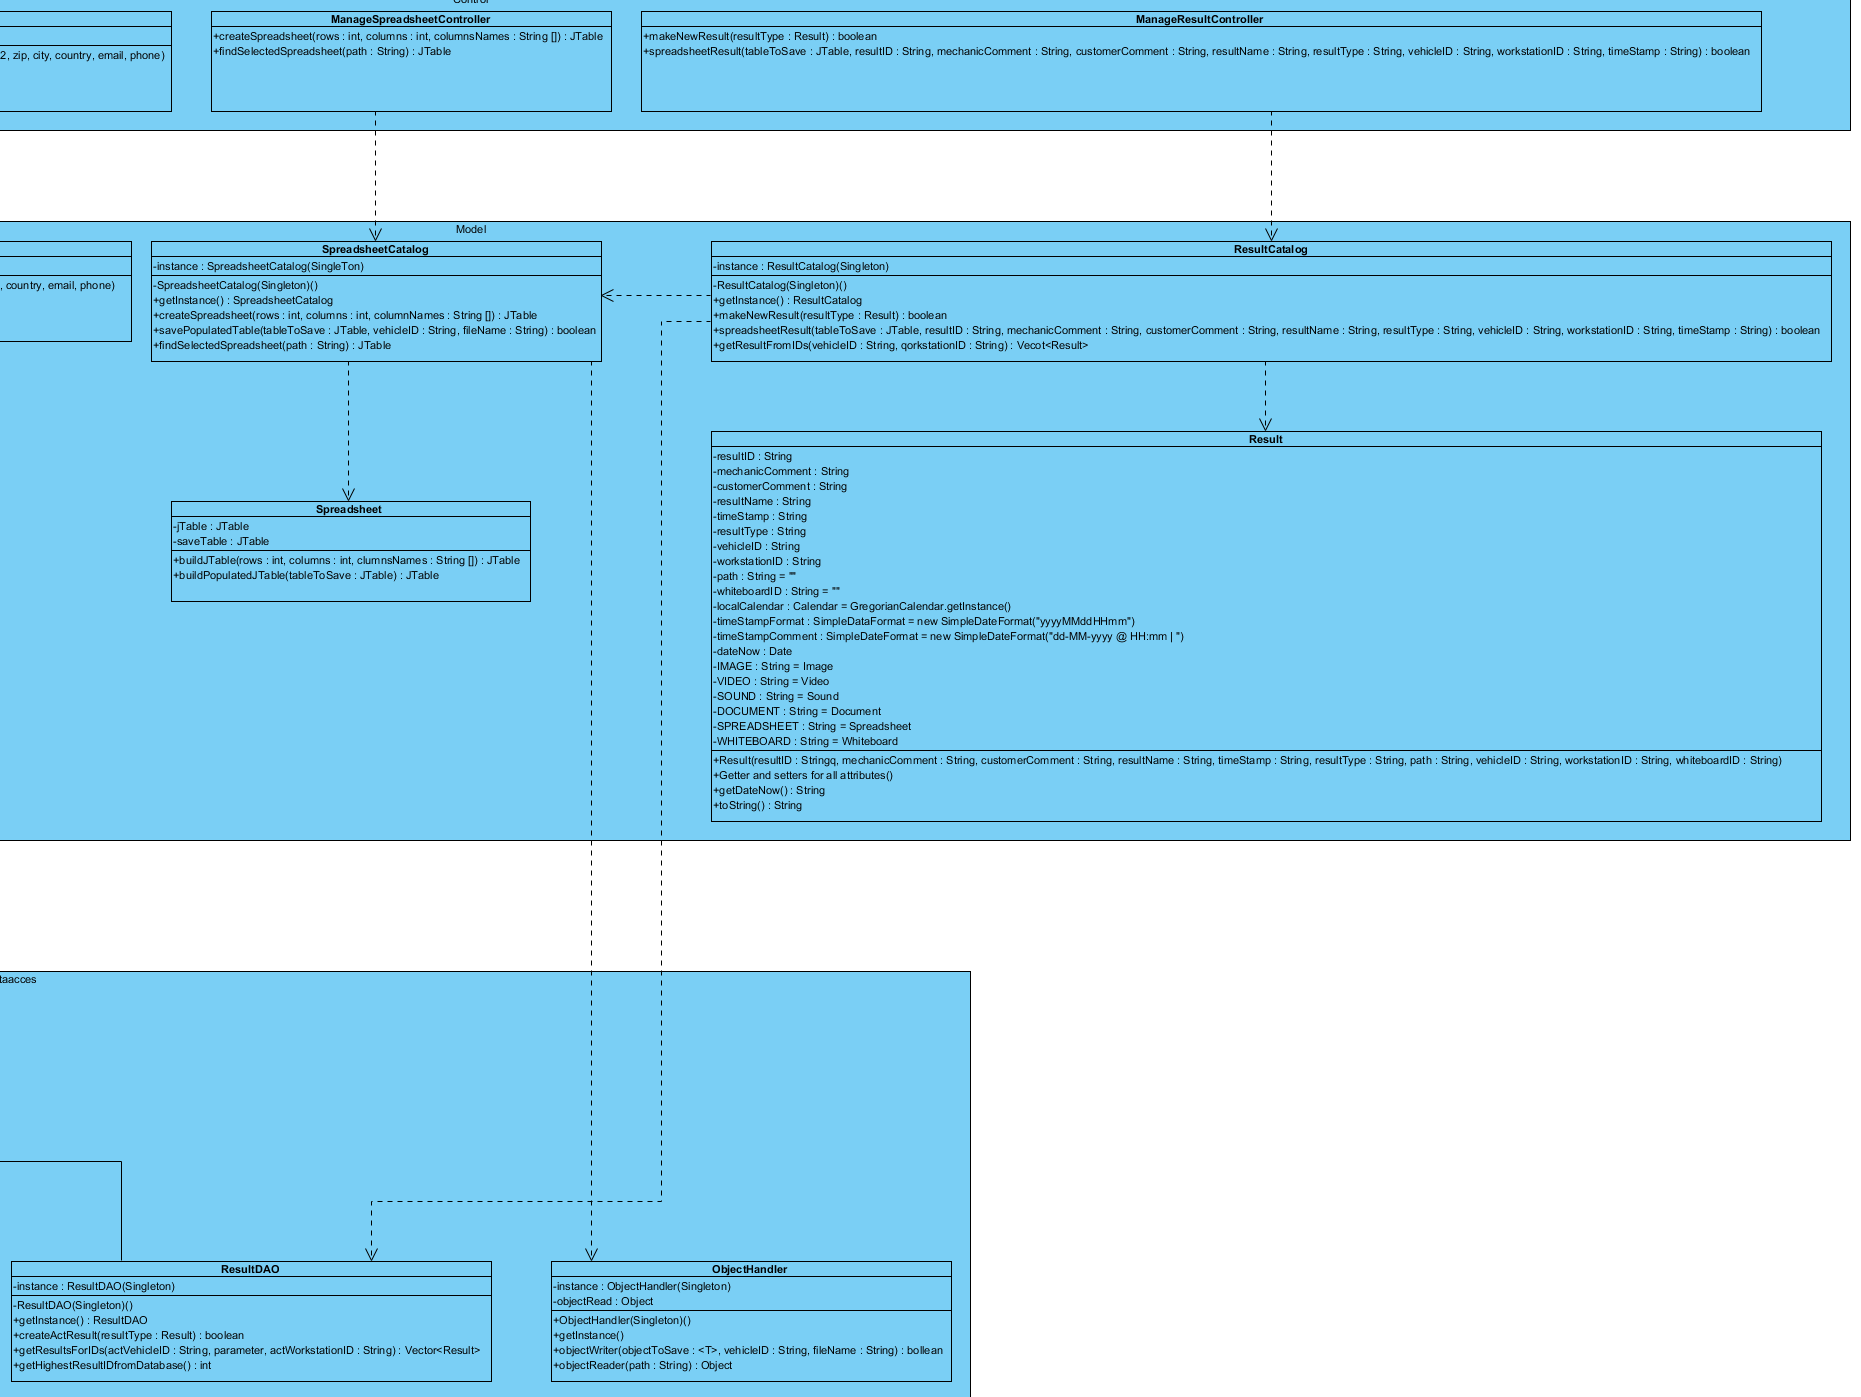 Control
2, zip, city, country, email, phone)
ManageSpreadsheetController
+createSpreadsheet(rows : int, columns : int, columnsNames : String []) : JTable
+findSelectedSpreadsheet(path : String) : JTable
ManageResultController
+makeNewResult(resultType : Result) : boolean
+spreadsheetResult(tableToSave : JTable, resultID : String, mechanicComment : String, customerComment : String, resultName : String, resultType : String, vehicleID : String, workstationID : String, timeStamp : String) : boolean
Model
, country, email, phone)
SpreadsheetCatalog
-instance : SpreadsheetCatalog(SingleTon)
-SpreadsheetCatalog(Singleton)()
+getInstance() : SpreadsheetCatalog
+createSpreadsheet(rows : int, columns : int, columnNames : String []) : JTable
+savePopulatedTable(tableToSave : JTable, vehicleID : String, fileName : String) : boolean
+findSelectedSpreadsheet(path : String) : JTable
ResultCatalog
-instance : ResultCatalog(Singleton)
-ResultCatalog(Singleton)()
+getInstance() : ResultCatalog
+makeNewResult(resultType : Result) : boolean
+spreadsheetResult(tableToSave : JTable, resultID : String, mechanicComment : String, customerComment : String, resultName : String, resultType : String, vehicleID : String, workstationID : String, timeStamp : String) : boolean
+getResultFromIDs(vehicleID : String, qorkstationID : String) : Vecot<Result>
Spreadsheet
-jTable : JTable
-saveTable : JTable
+buildJTable(rows : int, columns : int, clumnsNames : String []) : JTable
+buildPopulatedJTable(tableToSave : JTable) : JTable
Result
-resultID : String
-mechanicComment : String
-customerComment : String
-resultName : String
-timeStamp : String
-resultType : String
-vehicleID : String
-workstationID : String
-path : String = ""
-whiteboardID : String = ""
-localCalendar : Calendar = GregorianCalendar.getInstance()
-timeStampFormat : SimpleDataFormat = new SimpleDateFormat("yyyyMMddHHmm")
-timeStampComment : SimpleDateFormat = new SimpleDateFormat("dd-MM-yyyy @ HH:mm | ")
-dateNow : Date
-IMAGE : String = Image
-VIDEO : String = Video
-SOUND : String = Sound
-DOCUMENT : String = Document
-SPREADSHEET : String = Spreadsheet
-WHITEBOARD : String = Whiteboard
+Result(resultID : Stringq, mechanicComment : String, customerComment : String, resultName : String, timeStamp : String, resultType : String, path : String, vehicleID : String, workstationID : String, whiteboardID : String)
+Getter and setters for all attributes()
+getDateNow() : String
+toString() : String
taacces
ResultDAO
-instance : ResultDAO(Singleton)
-ResultDAO(Singleton)()
+getInstance() : ResultDAO
+createActResult(resultType : Result) : boolean
+getResultsForIDs(actVehicleID : String, parameter, actWorkstationID : String) : Vector<Result>
+getHighestResultIDfromDatabase() : int
ObjectHandler
-instance : ObjectHandler(Singleton)
-objectRead : Object
+ObjectHandler(Singleton)()
+getInstance()
+objectWriter(objectToSave : <T>, vehicleID : String, fileName : String) : bollean
+objectReader(path : String) : Object